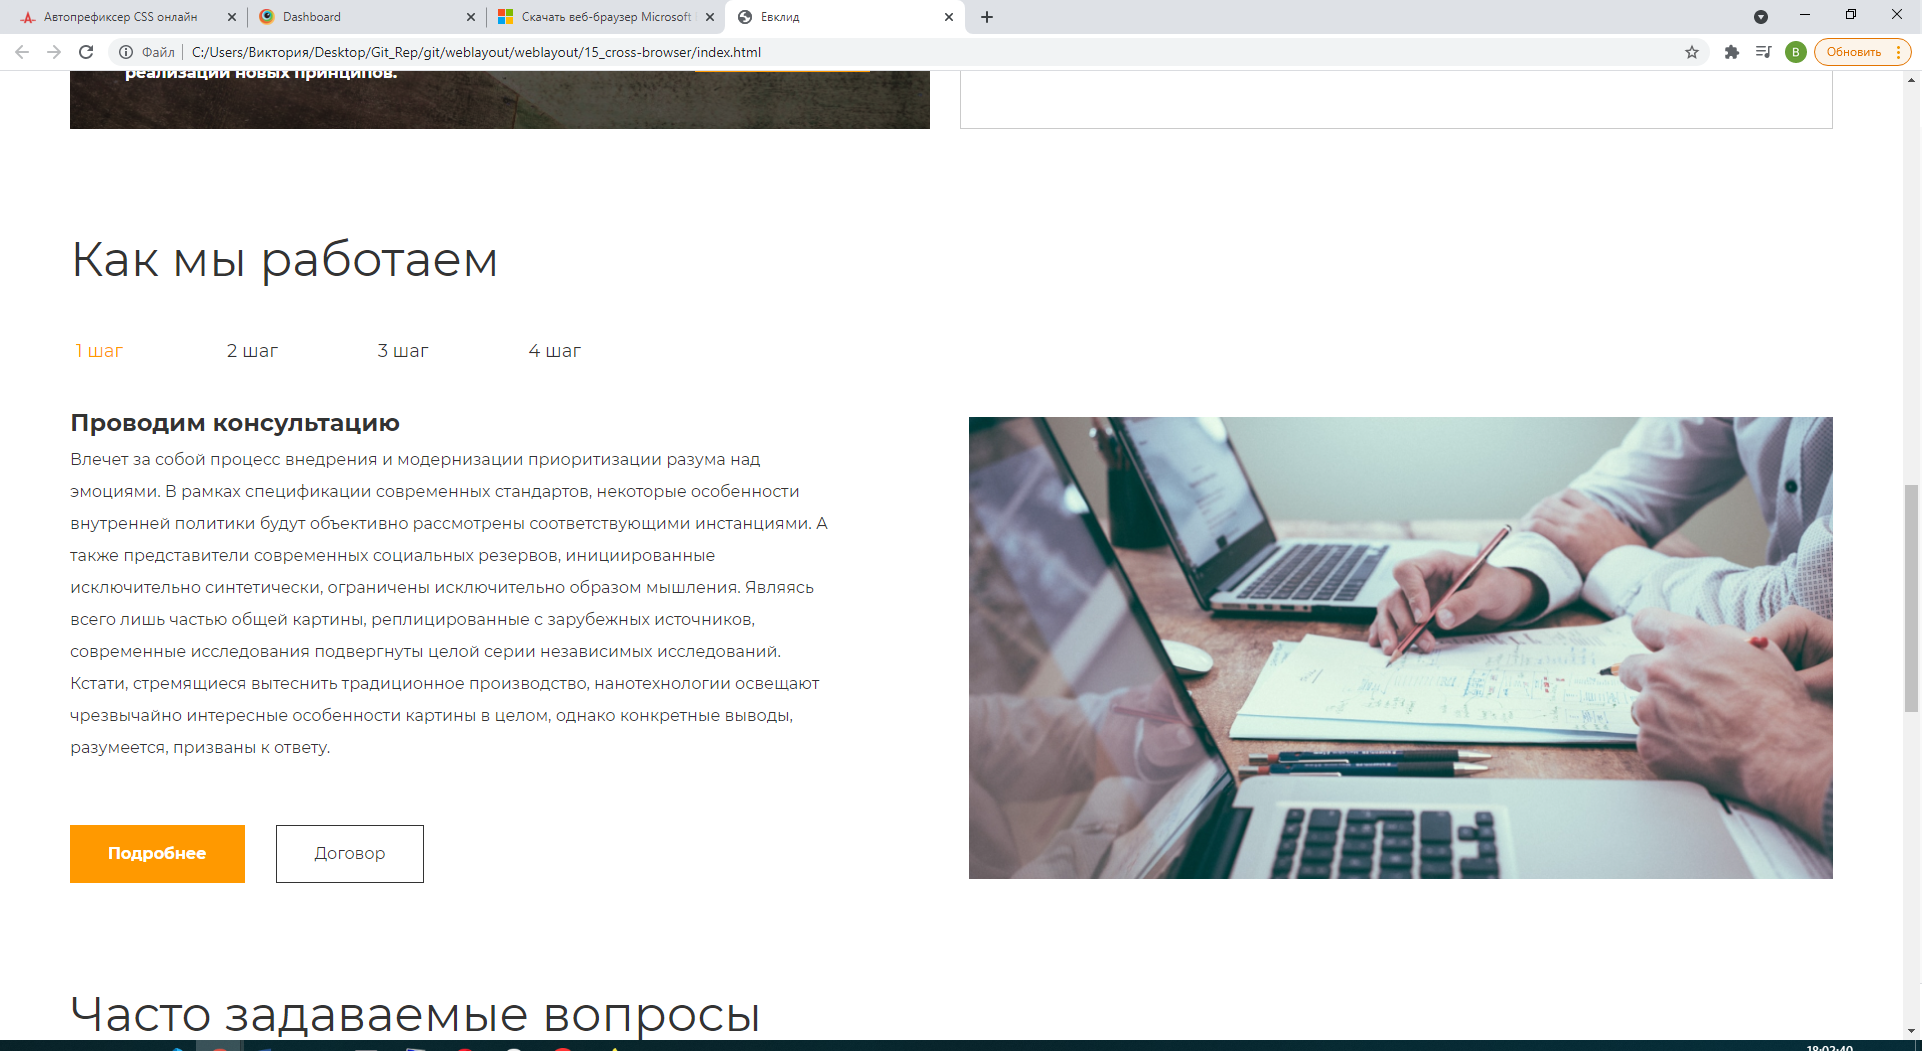 Автопрефиксер CSS онлайн
Dashboard
Скачать веб-браузер Microsoft
Евклид
Файл
C:/Users/Виктория/Desktop/Git_Rep/git/weblayout/weblayout/15_cross-browser/index.html
В
Обновить
реализации новых принципов.
Как мы работаем
1 шаг 2 шаг 3 шаг 4 шаг
Проводим консультацию
Влечет за собой процесс внедрения и модернизации приоритизации разума над
эмоциями. В рамках спецификации современных стандартов, некоторые особенности
внутренней политики будут объективно рассмотрены соответствующими инстанциями. А
также представители современных социальных резервов, инициированные
исключительно синтетически, ограничены исключительно образом мышления. Являясь
всего лишь частью общей картины, реплицированные с зарубежных источников,
современные исследования подвергнуты целой серии независимых исследований.
Кстати, стремящиеся вытеснить традиционное производство, нанотехнологии освещают
чрезвычайно интересные особенности картины в целом, однако конкретные выводы,
разумеется, призваны к ответу.
Подробнее
Договор
Часто задаваемые вопросы
18:02:40